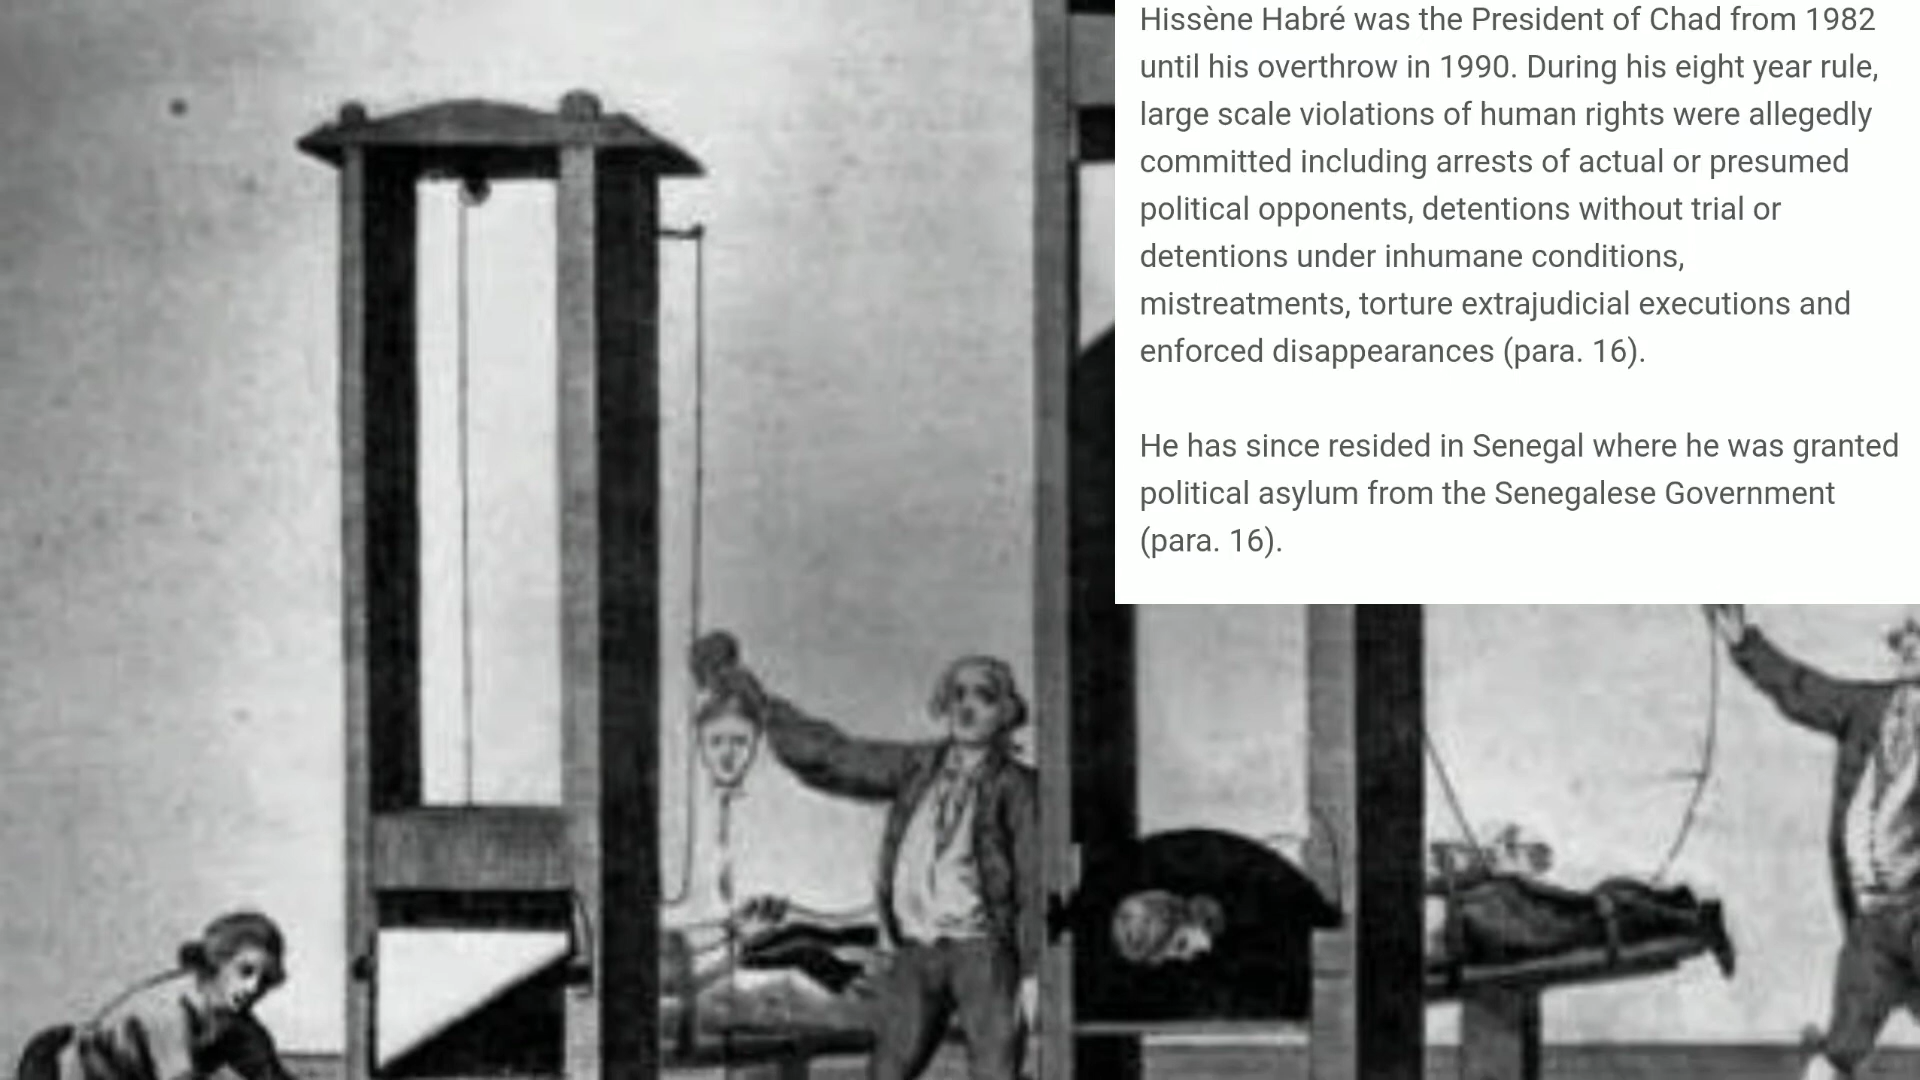 Hissène Habré was the President of Chad from 1982
until his overthrow in 1990. During his eight year rule,
large scale violations of human rights were allegedly
committed including arrests of actual or presumed
political opponents, detentions without trial or
detentions under inhumane conditions,
mistreatments, torture extrajudicial executions and
enforced disappearances (para. 16).
He has since resided in Senegal where he was granted
political asylum from the Senegalese Government
(para. 16).